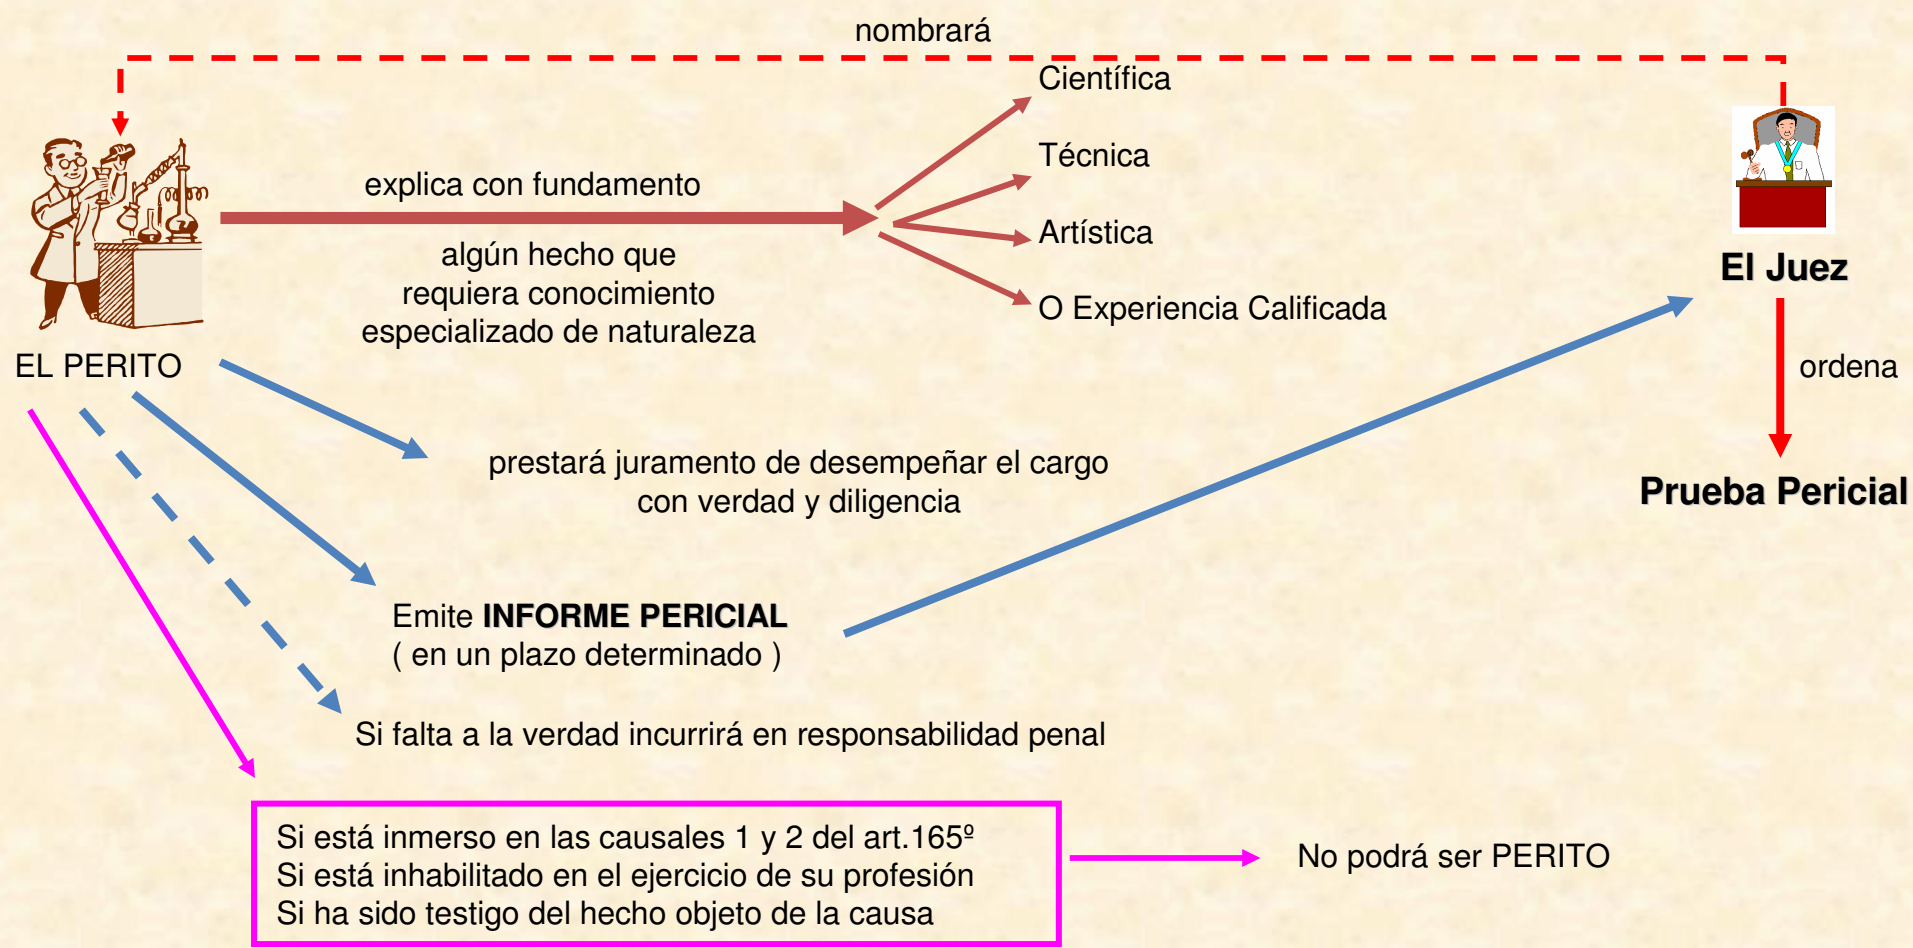 nombrará
Científica
Técnica
Artística
O Experiencia Calificada
explica con fundamento
algún hecho que
requiera conocimiento
especializado de naturaleza
EL PERITO
El Juez
ordena
Prueba Pericial
prestará juramento de desempeñar el cargo
con verdad y diligencia
Emite INFORME PERICIAL
( en un plazo determinado )
Si falta a la verdad incurrirá en responsabilidad penal
Si está inmerso en las causales 1 y 2 del art.165º
Si está inhabilitado en el ejercicio de su profesión
Si ha sido testigo del hecho objeto de la causa
No podrá ser PERITO